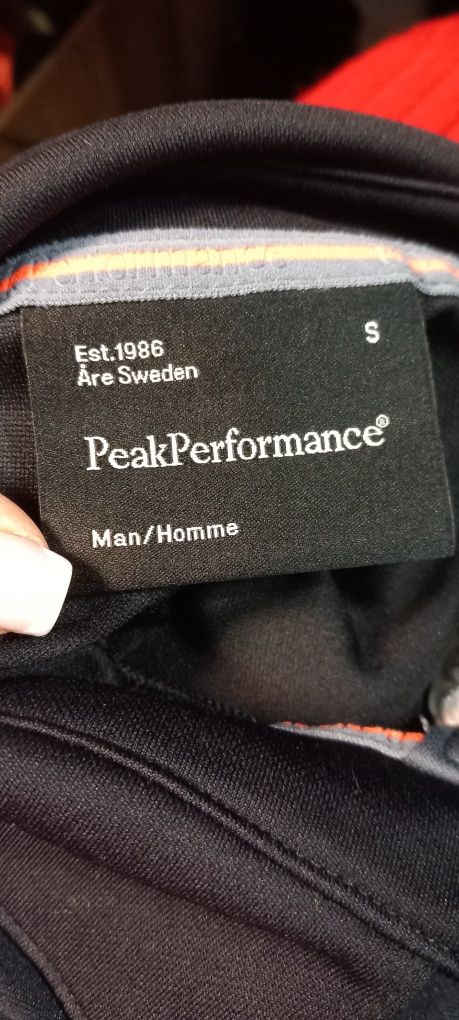 Est.1986
Åre Sweden
S
PeakPerformance®
Man/Homme